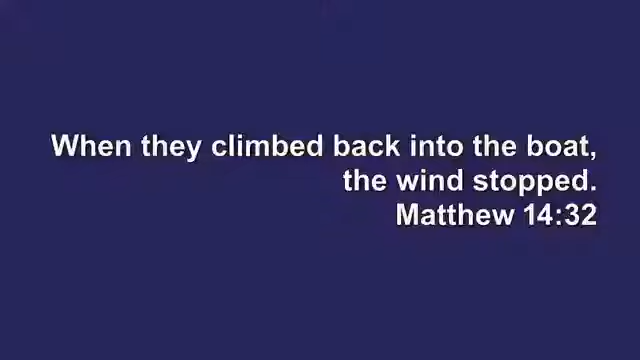 When they climbed back into the boat,
the wind stopped.
Matthew 14:32